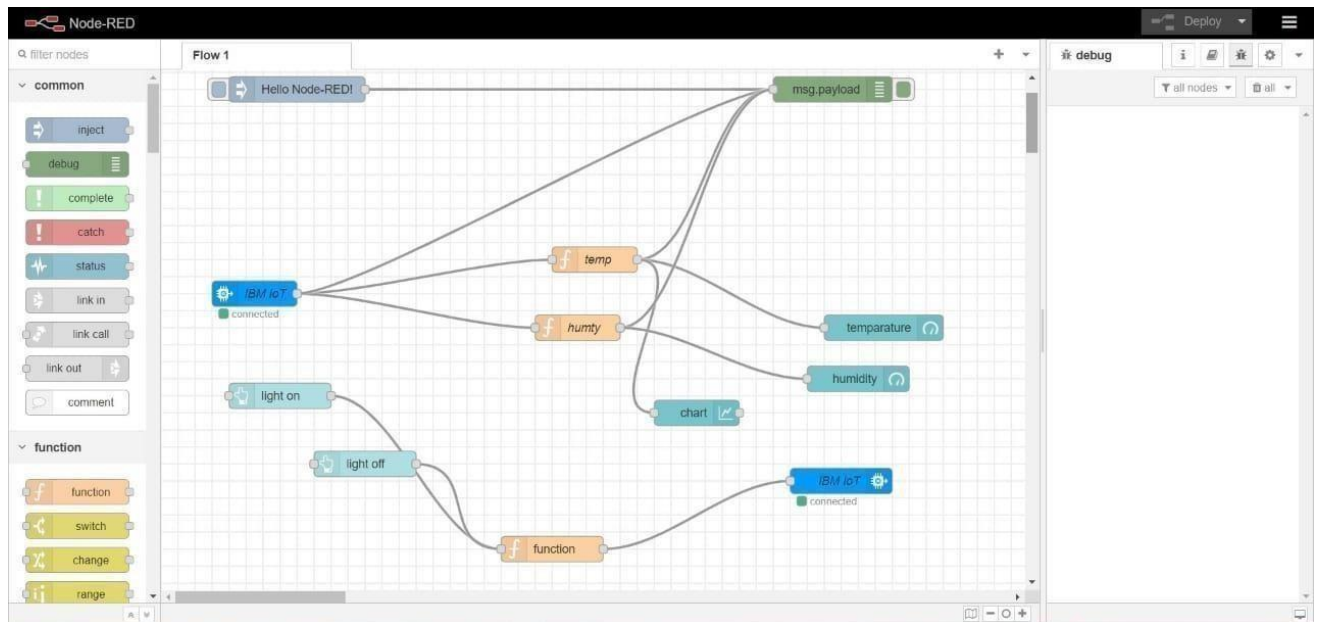 Node-RED
Deploy
filter nodes
Flow 1
debug
i
all nodes
all
common
inject
debug
complete
catch
status
link in
link call
link out
comment
function
function
switch
change
range
Hello Node-RED!
msg.payload
temp
IBM IoT
connected
humty
temparature
humidity
light on
chart
light off
IBM IoT
connected
function